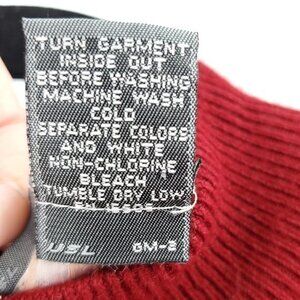 TURN GARMENT
INSIDE OUT
BEFORE WASHING
MACHINE WASH
COLD
SEPARATE COLORS
AND WHITE
NON-CHLORINE
BLEACH
TUMBLE DRY LOW
USL GM-2